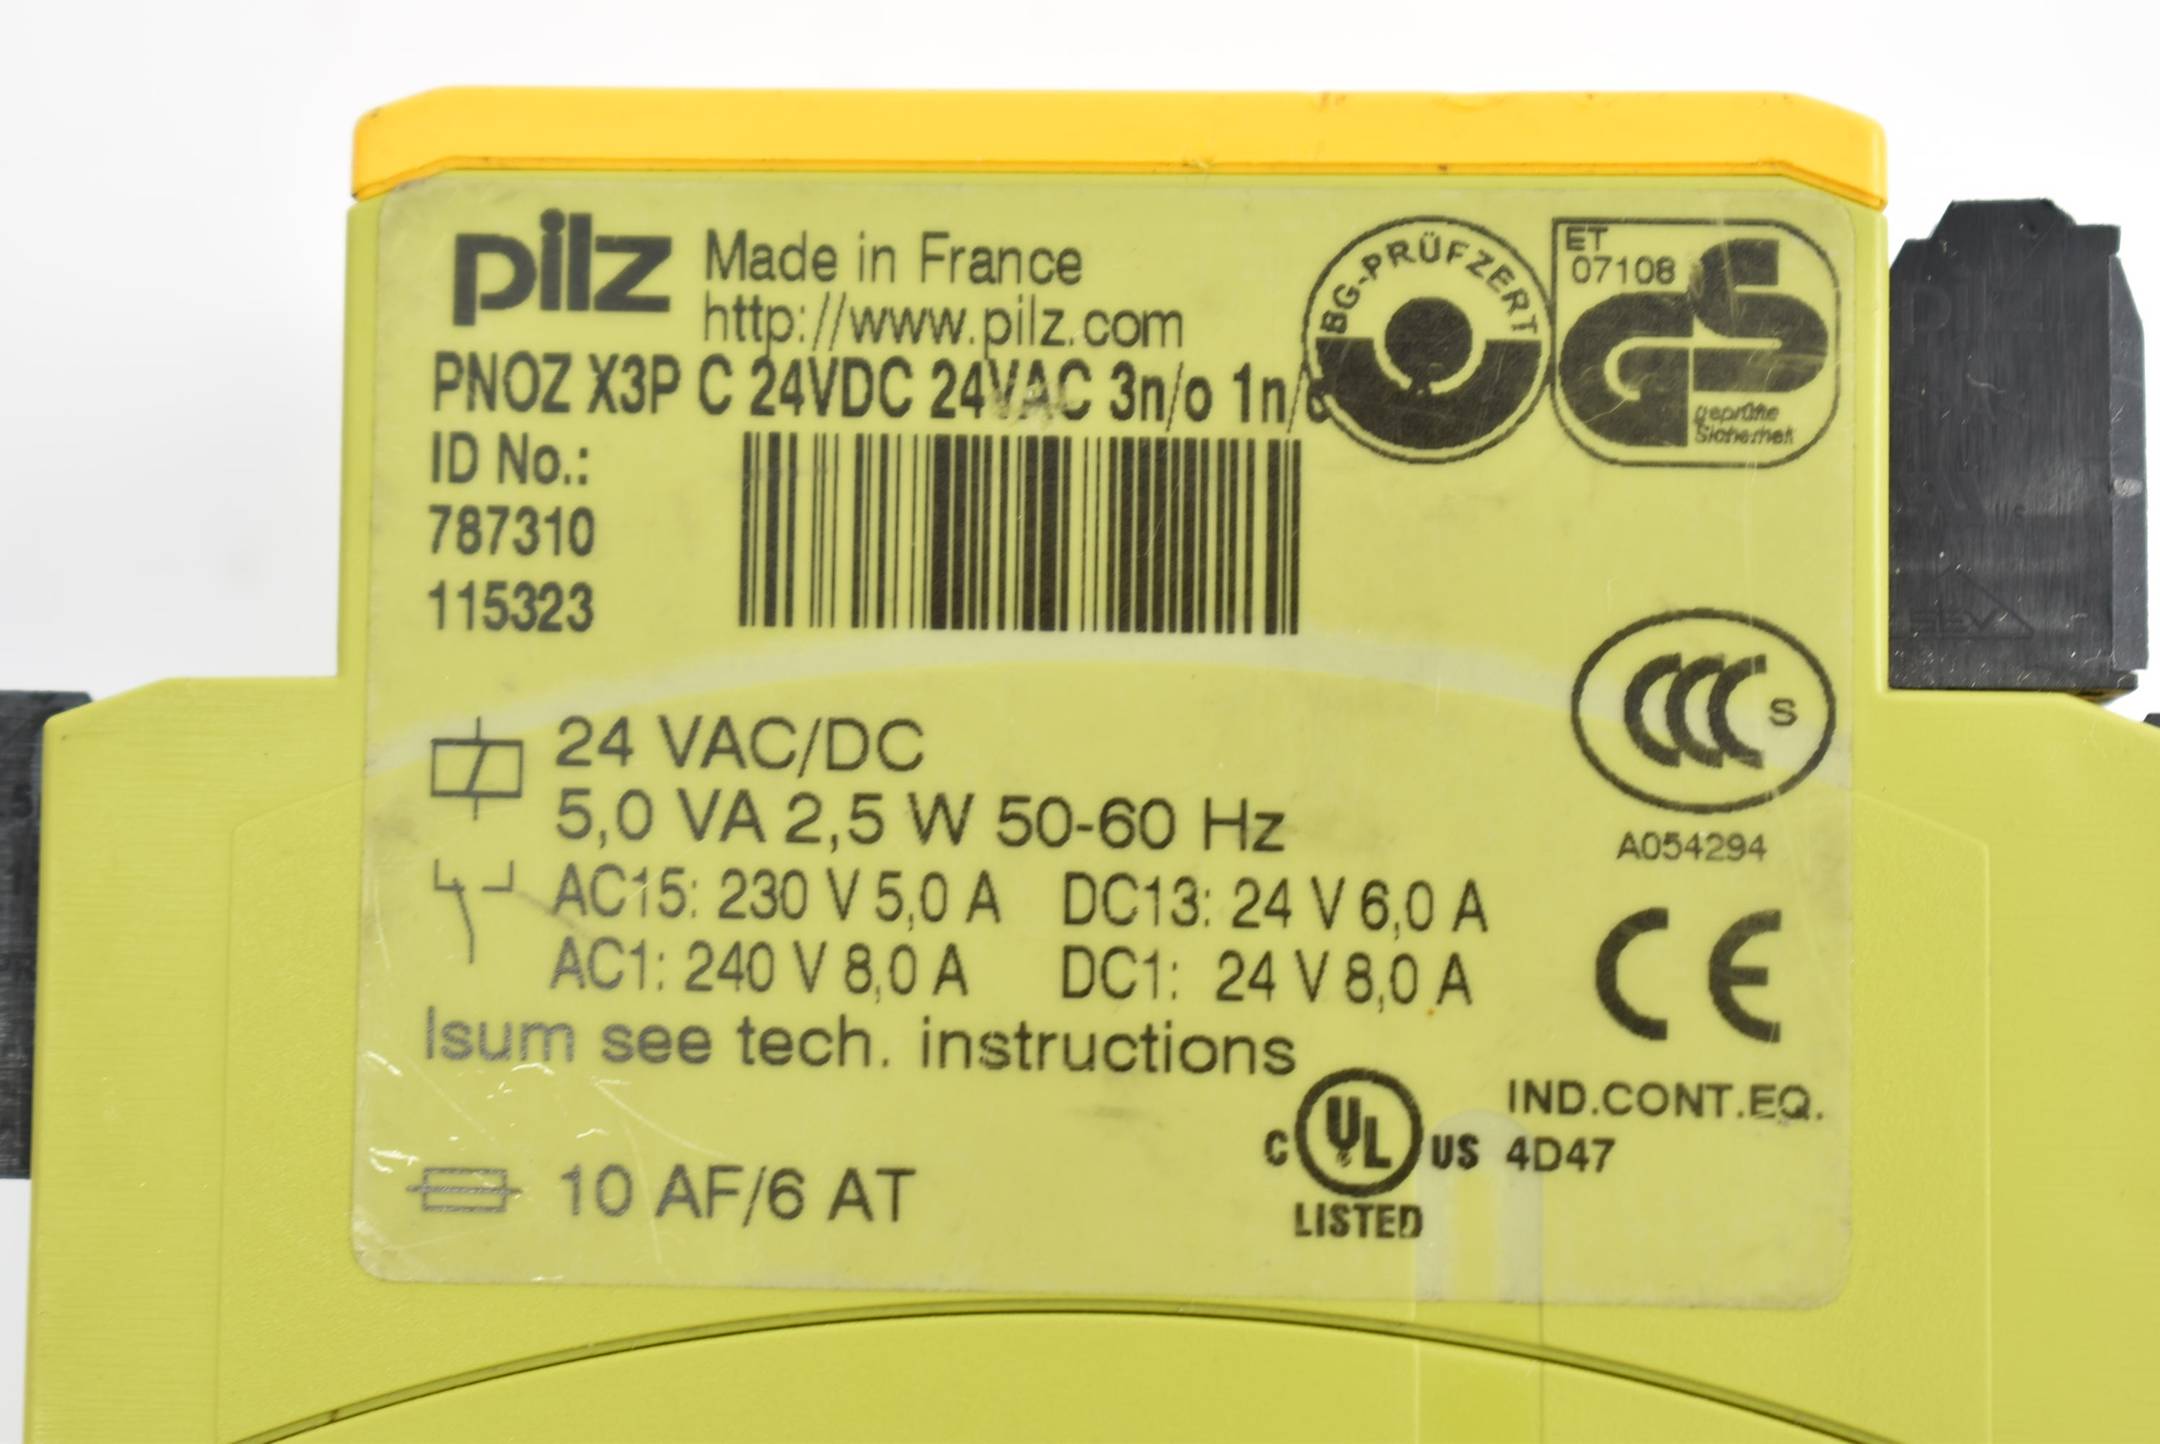 pilz Made in France
http://www.pilz.com
PNOZ X3P C 24VDC 24VAC 3n/o 1n/c
ID No.:
787310
115323
BG-PRÜFZERT
ET
07108
GS
geprüfte
Sicherheit
CCC S
A054294
24 VAC/DC
5,0 VA 2,5 W 50-60 Hz
AC15: 230 V 5,0 A DC13: 24 V 6,0 A
AC1: 240 V 8,0 A DC1: 24 V 8,0 A
Isum see tech. instructions
CE
10 AF/6 AT
C UL US
LISTED
IND.CONT.EQ.
4D47